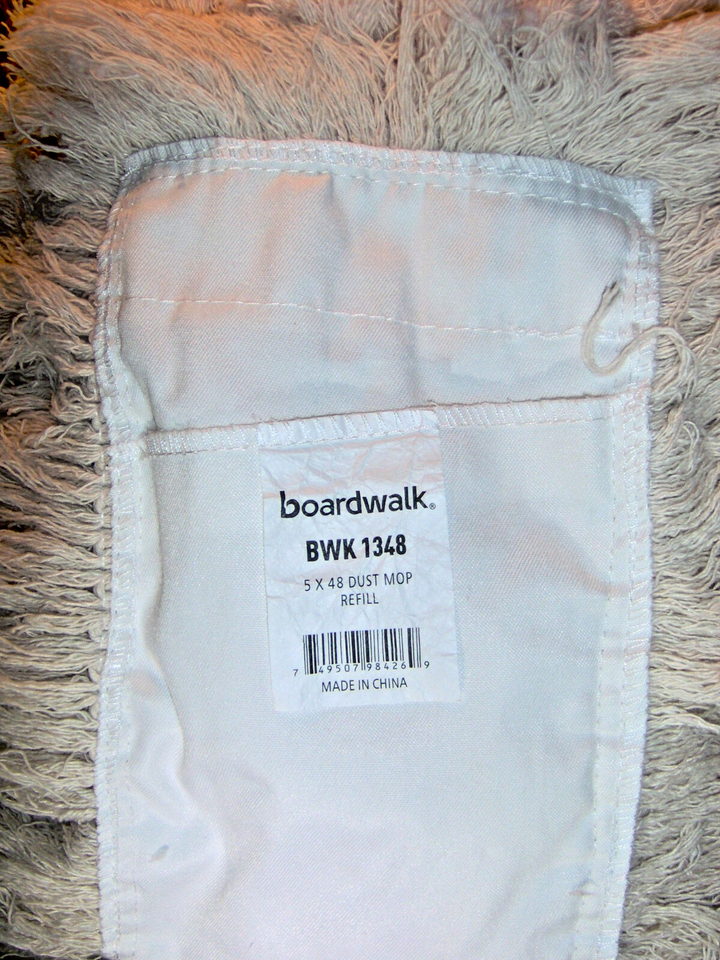 boardwalk®
BWK 1348
5 X 48 DUST MOP
REFILL
7 49507 98426 9
MADE IN CHINA